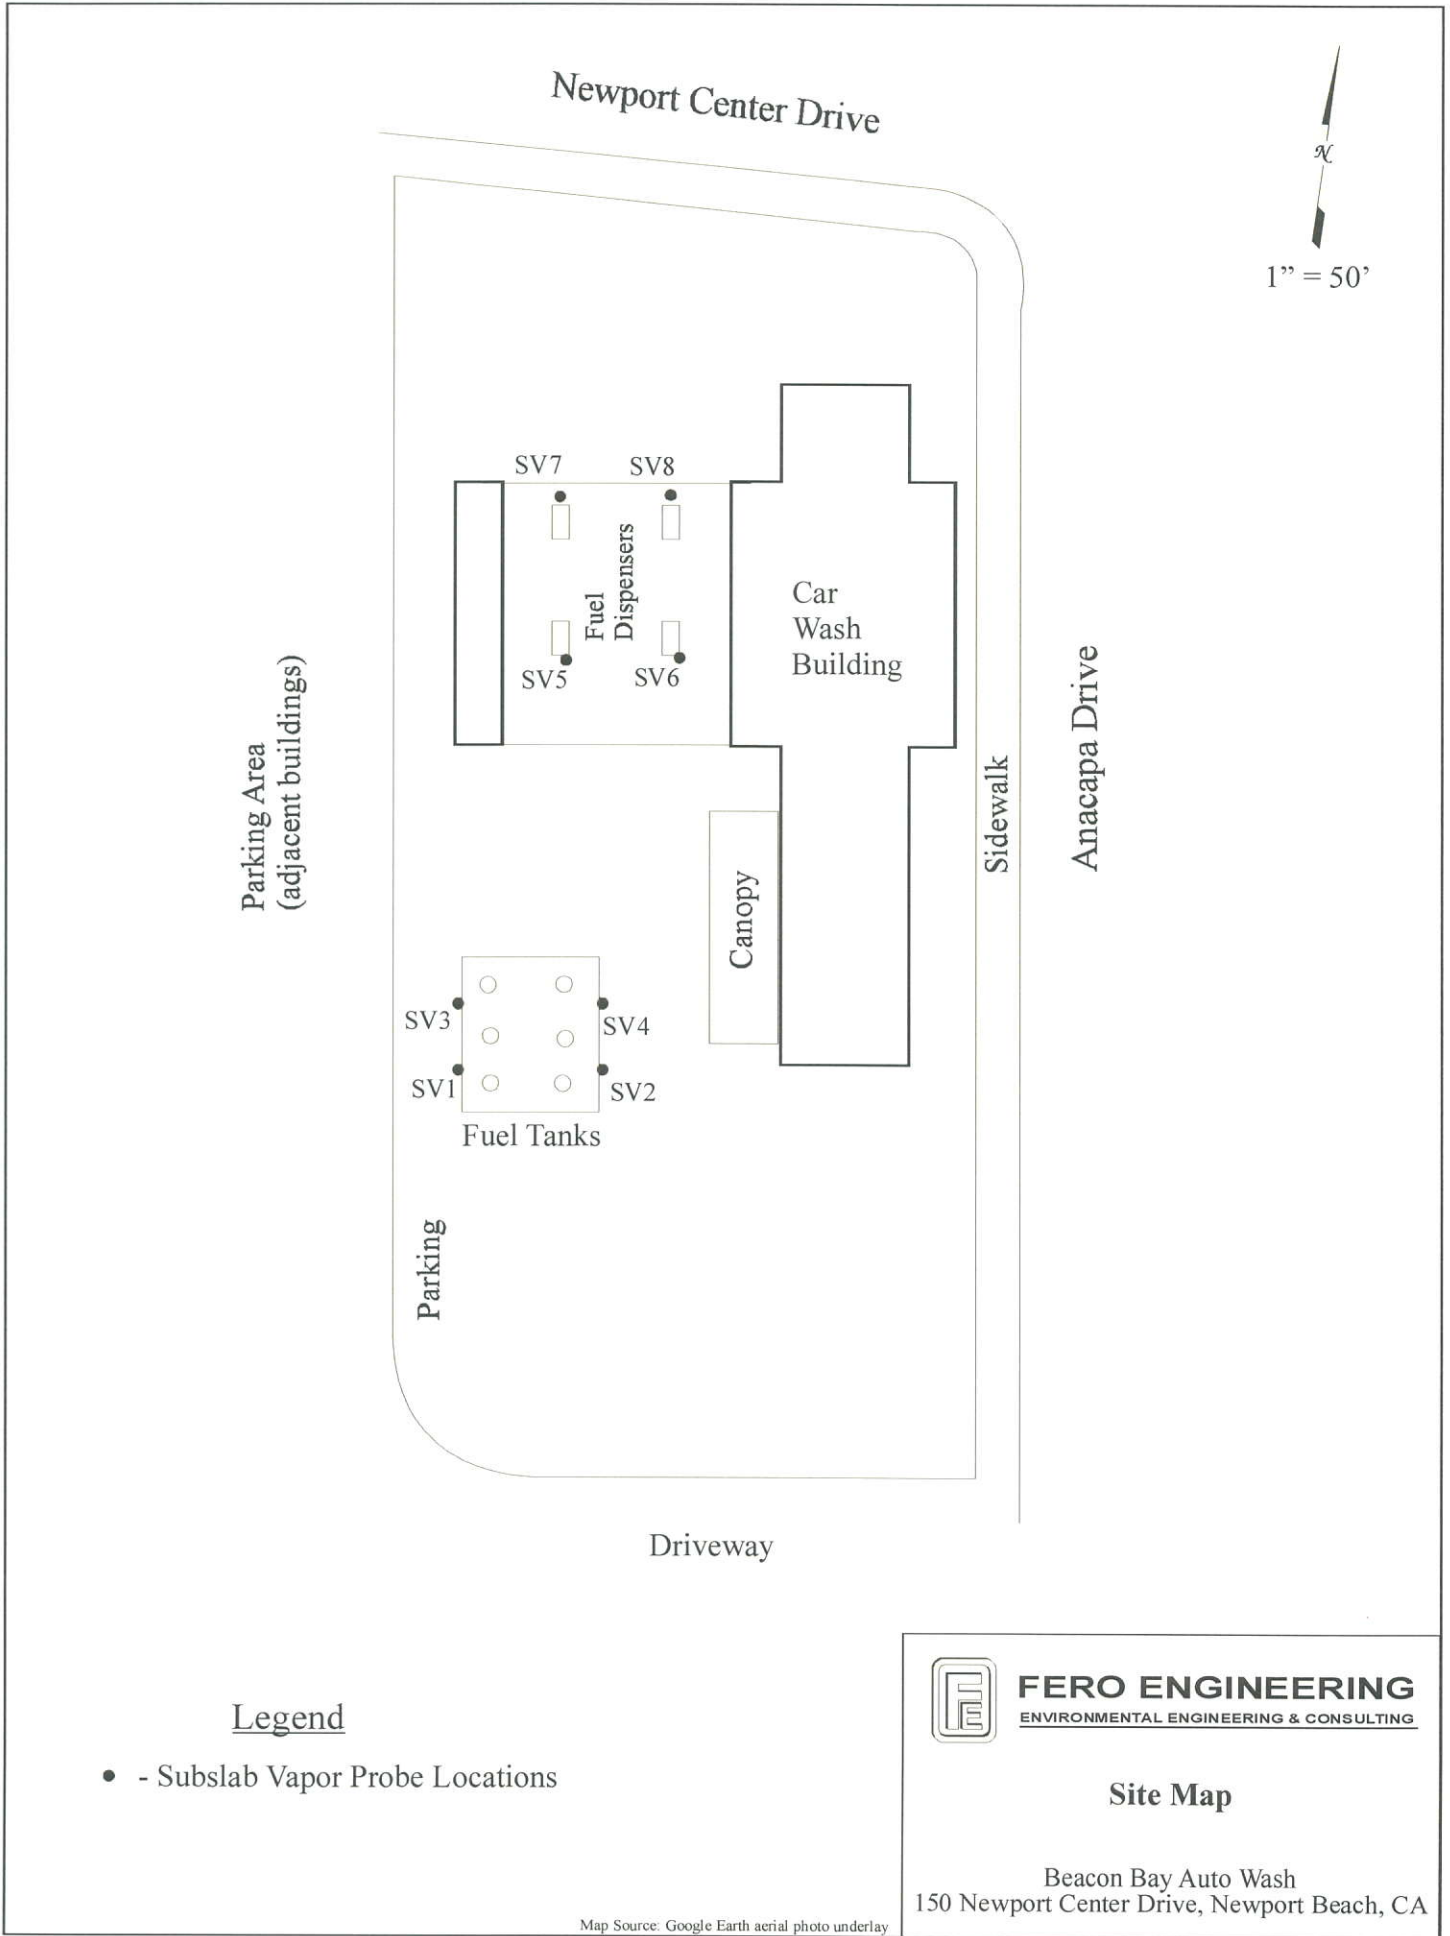 Newport Center Drive
N
1” = 50’
SV7
SV8
Fuel
Dispensers
SV5
SV6
Car
Wash
Building
Parking Area
(adjacent buildings)
Sidewalk
Anacapa Drive
Canopy
SV3
SV4
SV1
SV2
Fuel Tanks
Parking
Driveway
Legend
● - Subslab Vapor Probe Locations
FE
FERO ENGINEERING
ENVIRONMENTAL ENGINEERING & CONSULTING
Site Map
Beacon Bay Auto Wash
150 Newport Center Drive, Newport Beach, CA
Map Source: Google Earth aerial photo underlay